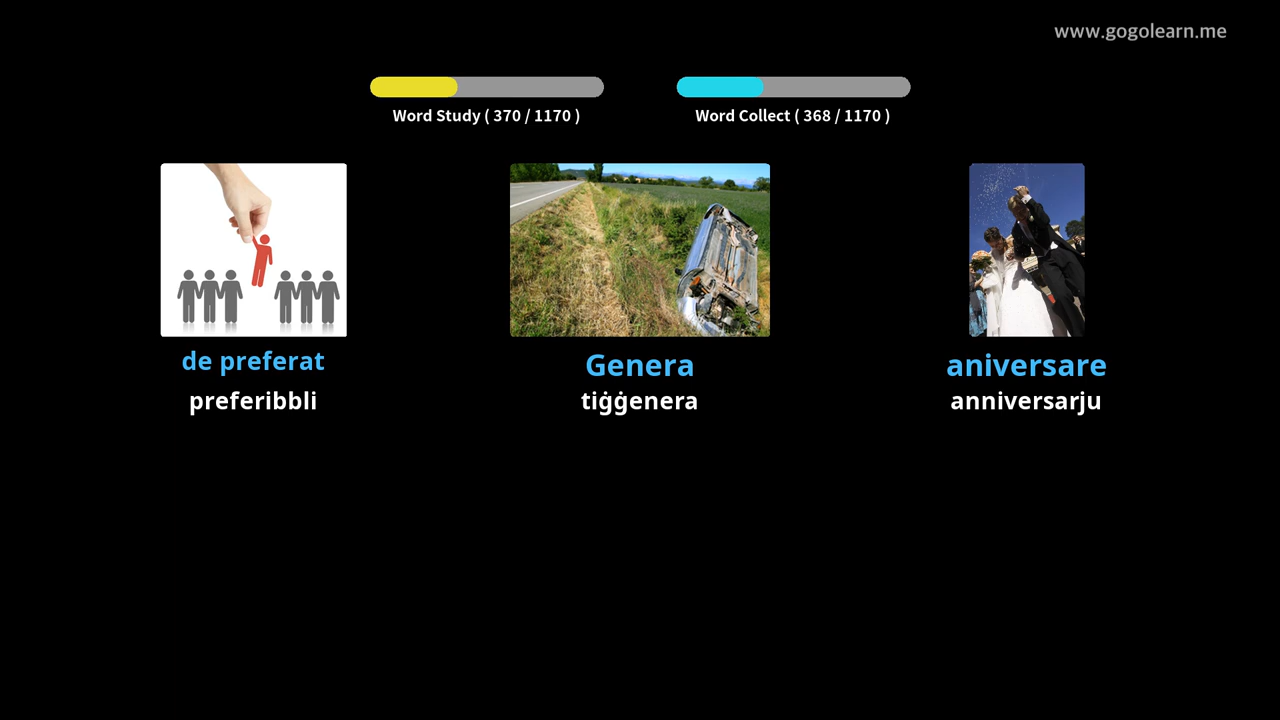 www.gogolearn.me
Word Study ( 370 / 1170 )
Word Collect ( 368 / 1170 )
de preferat
preferibbli
Genera
tiġġenera
aniversare
anniversarju